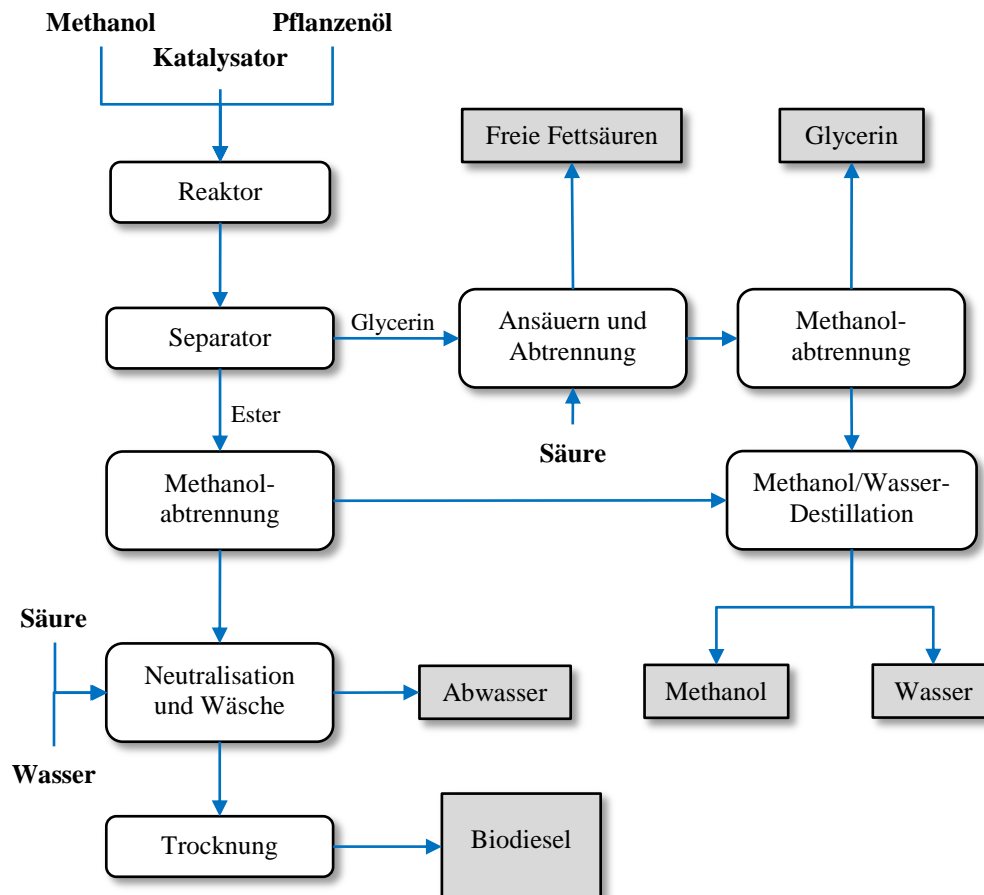 Methanol
Pflanzenöl
Katalysator
Freie Fettsäuren
Glycerin
Reaktor
Separator
Glycerin
Ansäuern und
Abtrennung
Methanol-
abtrennung
Ester
Säure
Methanol-
abtrennung
Methanol/Wasser-
Destillation
Säure
Neutralisation
und Wäsche
Abwasser
Methanol
Wasser
Wasser
Trocknung
Biodiesel